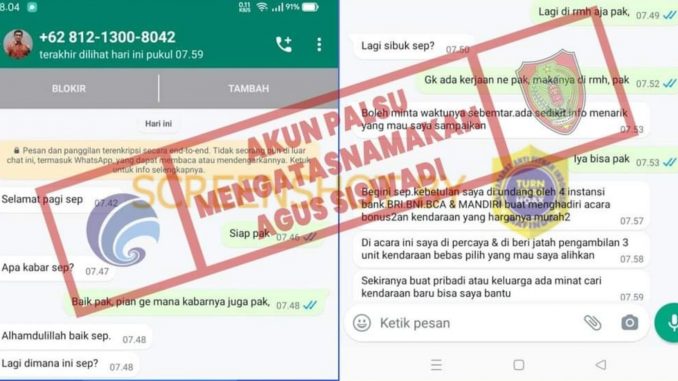 8.04
0.11 KB/S
91%
+62 812-1300-8042
terakhir dilihat hari ini pukul 07.59
BLOKIR
TAMBAH
Hari ini
Pesan dan panggilan terenkripsi secara end-to-end. Tidak seorang pun di luar
chat ini, termasuk WhatsApp, yang dapat membaca atau mendengarkannya. Ketuk
untuk info selengkapnya.
Selamat pagi sep
07.42
Siap pak
07.46
Apa kabar sep?
07.47
Baik pak, pian ge mana kabarnya juga pak,
07.48
Alhamdulillah baik sep.
07.48
Lagi dimana ini sep?
07.48
Lagi di rmh aja pak,
07.49
Lagi sibuk sep?
07.50
Gk ada kerjaan ne pak, makanya di rmh, pak
07.52
Boleh minta waktunya sebemtar.ada sedikit info menarik
yang mau saya sampaikan
07.53
Iya bisa pak
07.53
Begini sep.kebetulan saya di undang oleh 4 instansi
bank.BRI.BNI.BCA & MANDIRI buat menghadiri acara
bonus2an kendaraan yang harganya murah2
07.57
Di acara ini saya di percaya & di beri jatah pengambilan 3
unit kendaraan bebas pilih yang mau saya alihkan
07.58
Sekiranya buat pribadi atau keluarga ada minat cari
kendaraan baru bisa saya bantu
07.59
Ketik pesan
AKUN PALSU
MENGATASNAMAKAN
TURN